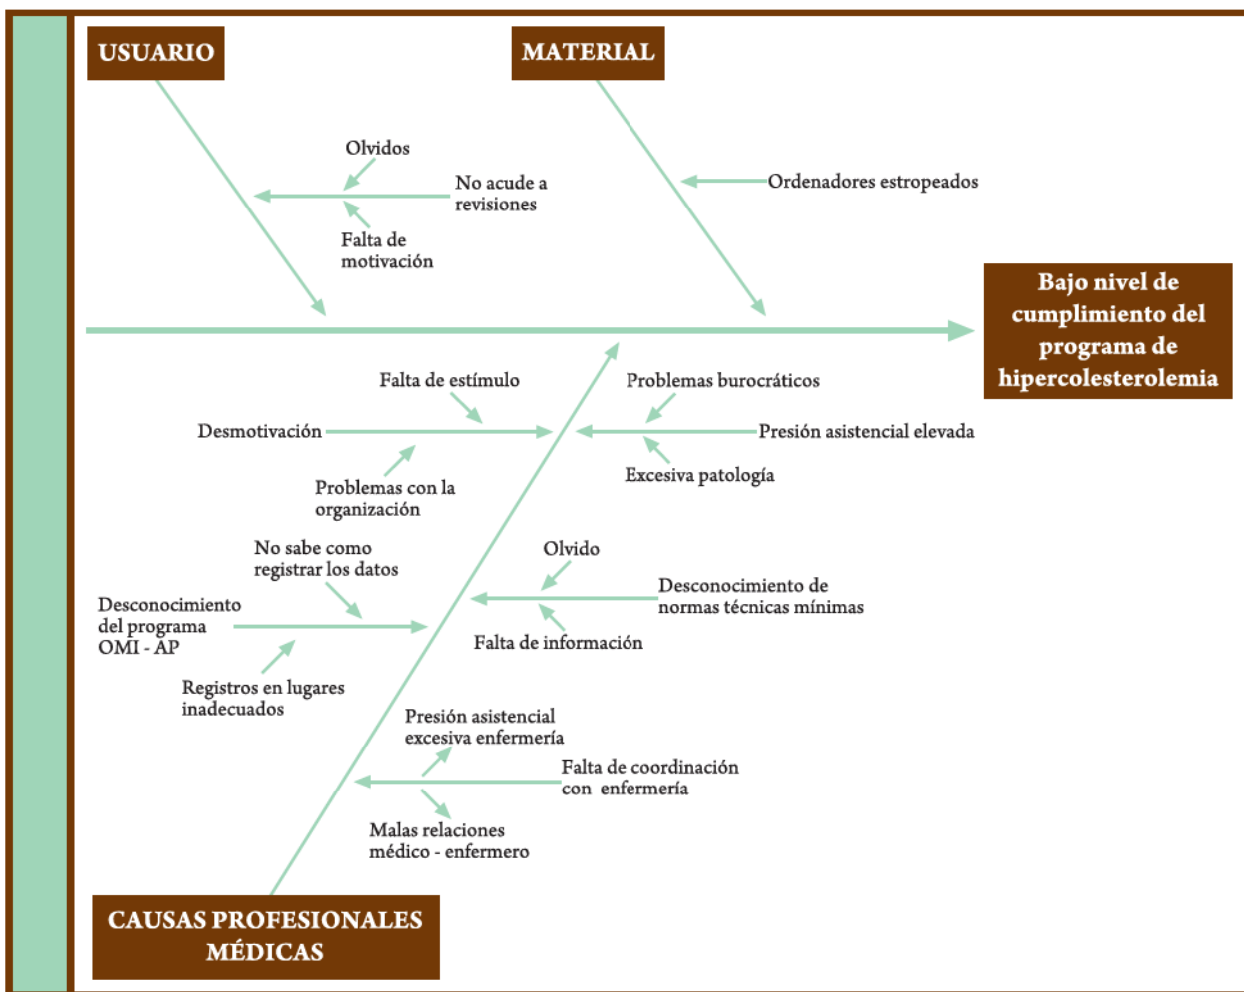 USUARIO
MATERIAL
Olvidos
No acude a
revisiones
Falta de
motivación
Ordenadores estropeados
Bajo nivel de
cumplimiento del
programa de
hipercolesterolemia
Falta de estímulo
Problemas burocráticos
Desmotivación
Presión asistencial elevada
Problemas con la
organización
Excesiva patología
No sabe como
registrar los datos
Olvido
Desconocimiento
del programa
OMI - AP
Desconocimiento de
normas técnicas mínimas
Registros en lugares
inadecuados
Falta de información
Presión asistencial
excesiva enfermería
Falta de coordinación
con enfermería
Malas relaciones
médico - enfermero
CAUSAS PROFESIONALES
MÉDICAS